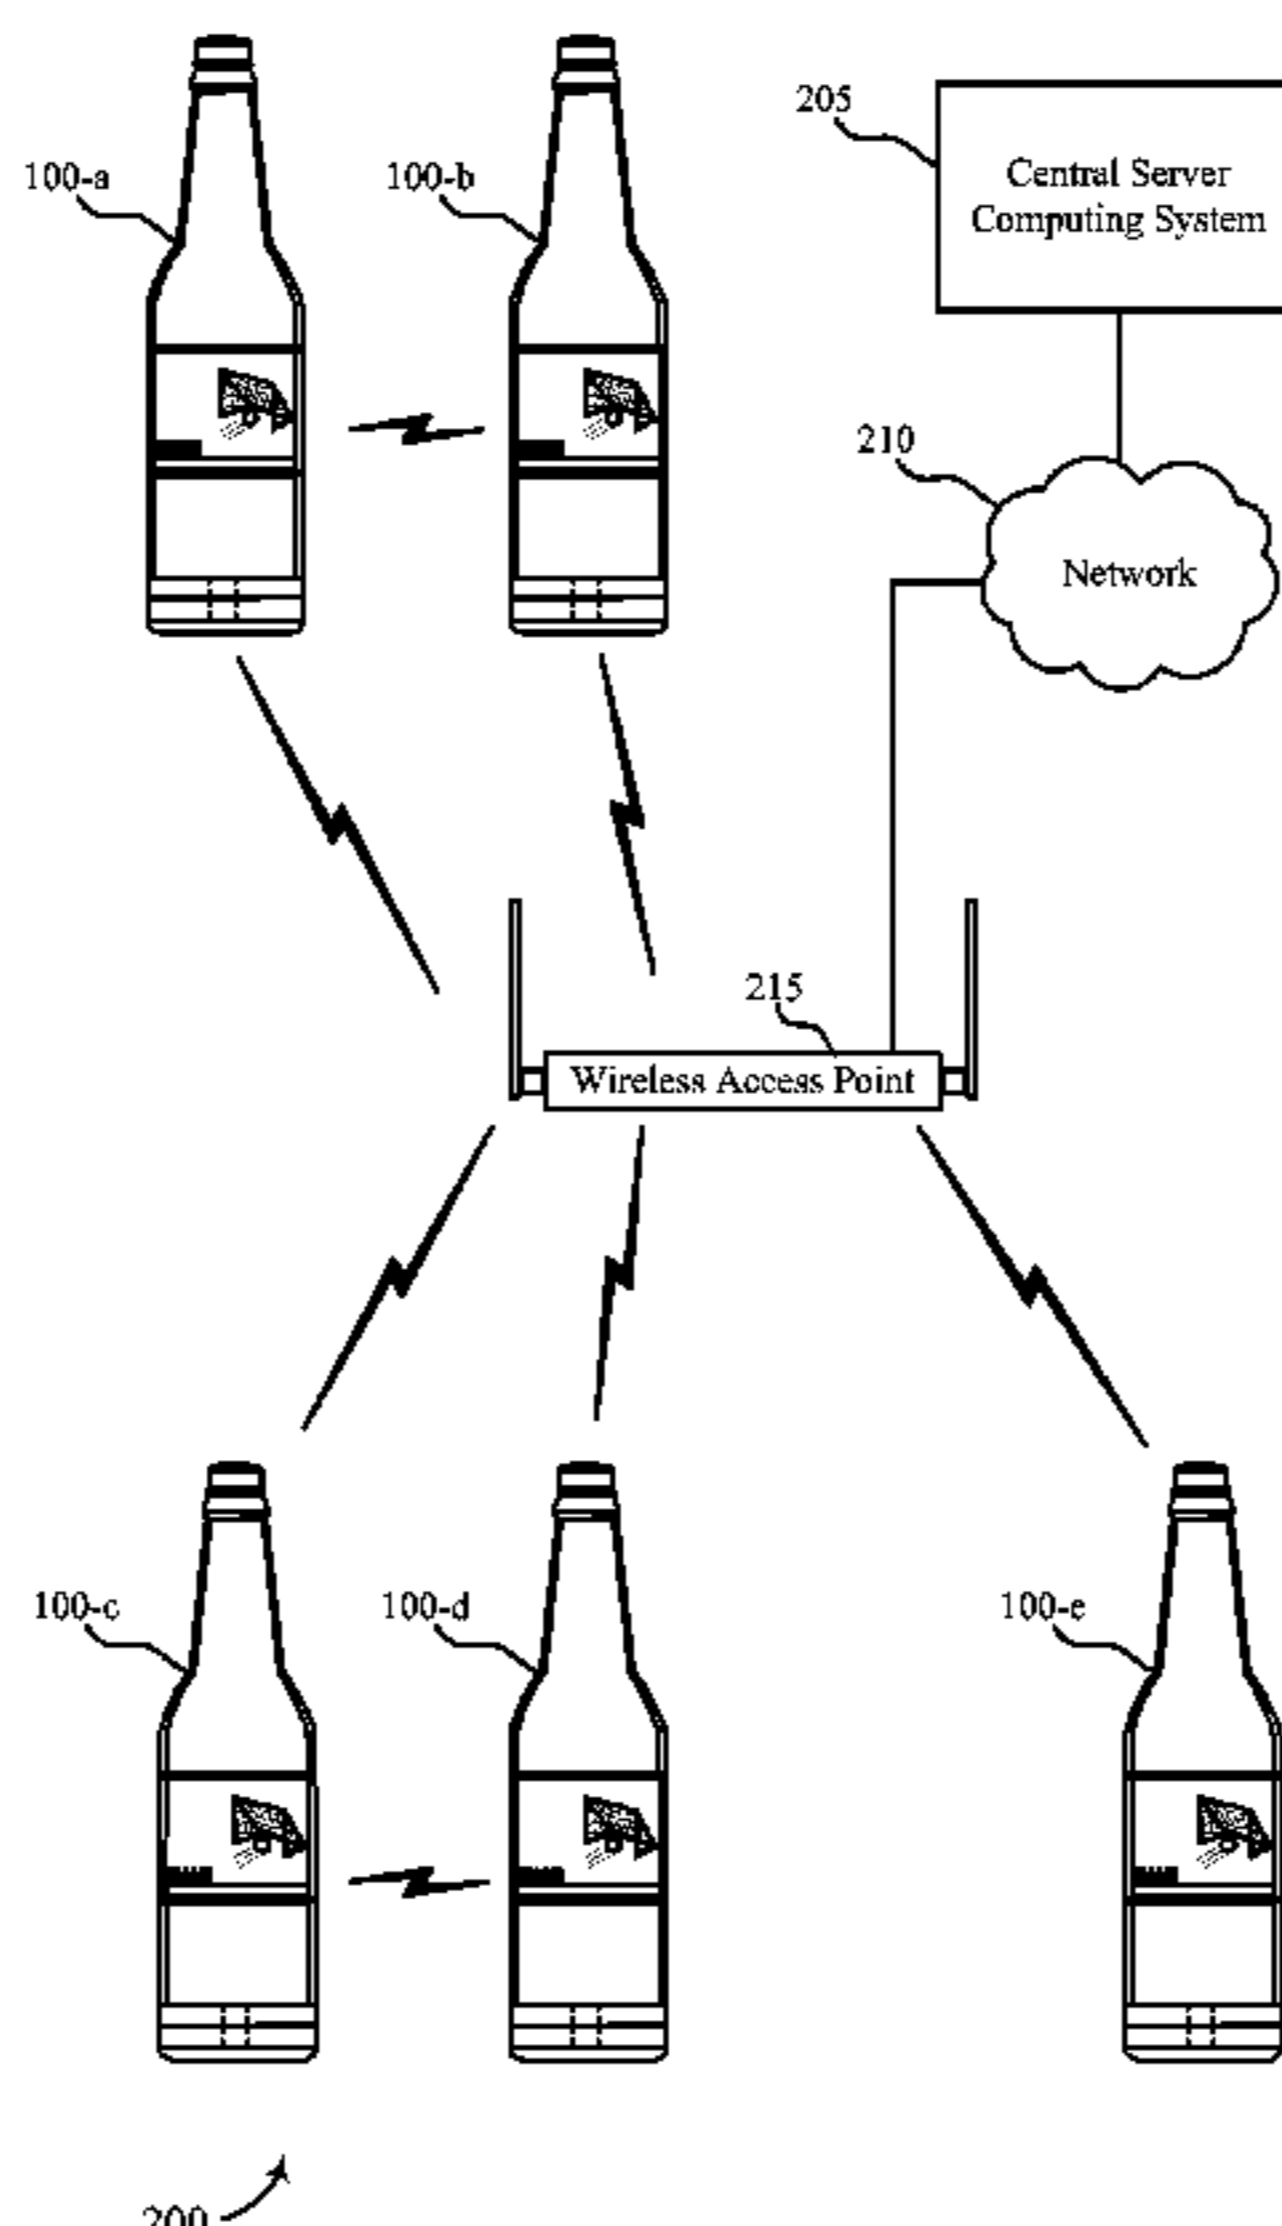 205
Central Server
Computing System
100-a
100-b
210
Network
215
Wireless Access Point
100-c
100-d
100-e
200